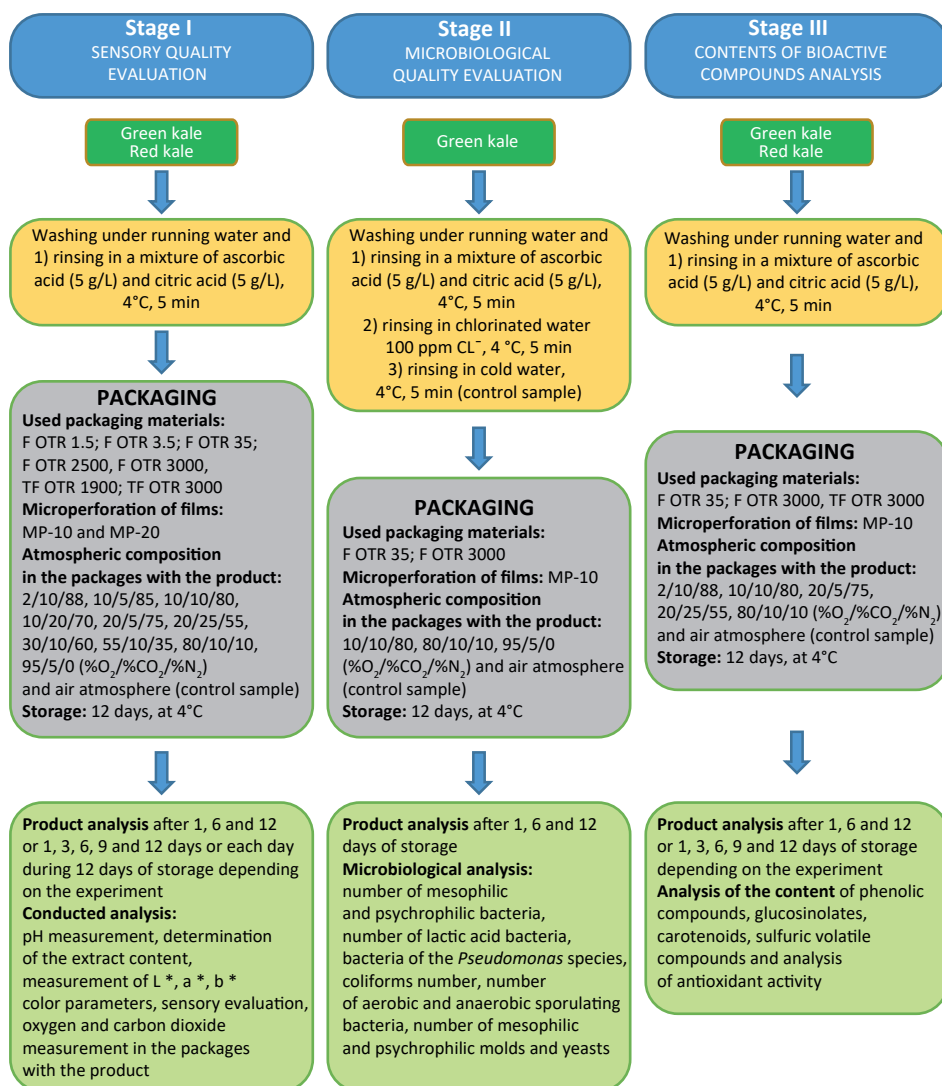 Stage I
SENSORY QUALITY
EVALUATION
Green kale
Red kale
Washing under running water and
1) rinsing in a mixture of ascorbic
acid (5 g/L) and citric acid (5 g/L),
4°C, 5 min
PACKAGING
Used packaging materials:
F OTR 1.5; F OTR 3.5; F OTR 35;
F OTR 2500, F OTR 3000,
TF OTR 1900; TF OTR 3000
Microperforation of films:
MP-10 and MP-20
Atmospheric composition
in the packages with the product:
2/10/88, 10/5/85, 10/10/80,
10/20/70, 20/5/75, 20/25/55,
30/10/60, 55/10/35, 80/10/10,
95/5/0 (%O₂/%CO₂/%N₂)
and air atmosphere (control sample)
Storage: 12 days, at 4°C
Product analysis after 1, 6 and 12
or 1, 3, 6, 9 and 12 days or each day
during 12 days of storage depending
on the experiment
Conducted analysis:
pH measurement, determination
of the extract content,
measurement of L *, a *, b *
color parameters, sensory evaluation,
oxygen and carbon dioxide
measurement in the packages
with the product
Stage II
MICROBIOLOGICAL
QUALITY EVALUATION
Green kale
Washing under running water and
1) rinsing in a mixture of ascorbic
acid (5 g/L) and citric acid (5 g/L),
4°C, 5 min
2) rinsing in chlorinated water
100 ppm CL⁻, 4 °C, 5 min
3) rinsing in cold water,
4°C, 5 min (control sample)
PACKAGING
Used packaging materials:
F OTR 35; F OTR 3000
Microperforation of films: MP-10
Atmospheric composition
in the packages with the product:
10/10/80, 80/10/10, 95/5/0
(%O₂/%CO₂/%N₂) and air atmosphere
(control sample)
Storage: 12 days, at 4°C
Product analysis after 1, 6 and 12
days of storage
Microbiological analysis:
number of mesophilic
and psychrophilic bacteria,
number of lactic acid bacteria,
bacteria of the Pseudomonas species,
coliforms number, number
of aerobic and anaerobic sporulating
bacteria, number of mesophilic
and psychrophilic molds and yeasts
Stage III
CONTENTS OF BIOACTIVE
COMPOUNDS ANALYSIS
Green kale
Red kale
Washing under running water and
1) rinsing in a mixture of ascorbic
acid (5 g/L) and citric acid (5 g/L),
4°C, 5 min
PACKAGING
Used packaging materials:
F OTR 35; F OTR 3000, TF OTR 3000
Microperforation of films: MP-10
Atmospheric composition
in the packages with the product:
2/10/88, 10/10/80, 20/5/75,
20/25/55, 80/10/10 (%O₂/%CO₂/%N₂)
and air atmosphere (control sample)
Storage: 12 days, at 4°C
Product analysis after 1, 6 and 12
or 1, 3, 6, 9 and 12 days of storage
depending on the experiment
Analysis of the content of phenolic
compounds, glucosinolates,
carotenoids, sulfuric volatile
compounds and analysis
of antioxidant activity